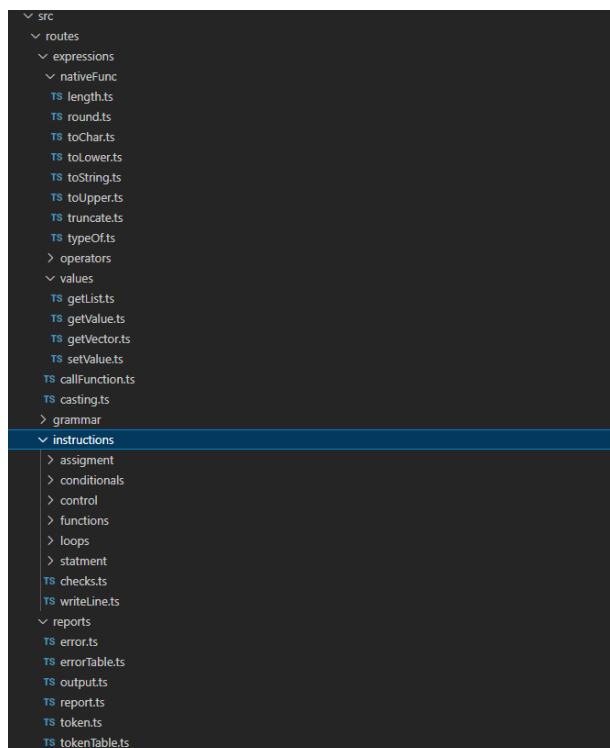 src
routes
expressions
nativeFunc
TS length.ts
TS round.ts
TS toChar.ts
TS toLower.ts
TS toString.ts
TS toUpper.ts
TS truncate.ts
TS typeOf.ts
operators
values
TS getList.ts
TS getValue.ts
TS getVector.ts
TS setValue.ts
TS callFunction.ts
TS casting.ts
grammar
instructions
assigment
conditionals
control
functions
loops
statment
TS checks.ts
TS writeLine.ts
reports
TS error.ts
TS errorTable.ts
TS output.ts
TS report.ts
TS token.ts
TS tokenTable.ts